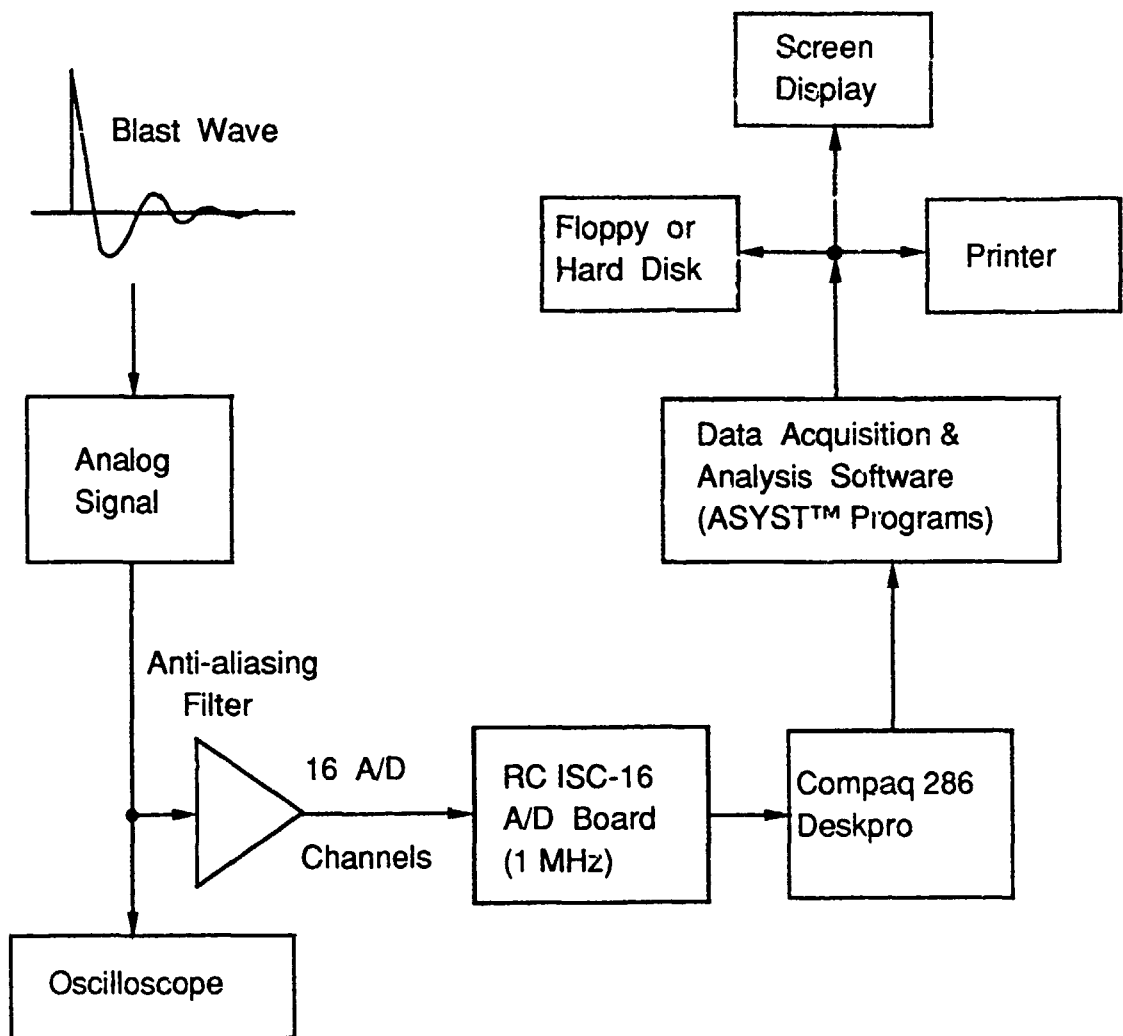 Blast Wave
Analog
Signal
Anti-aliasing
Filter
16 A/D
Channels
RC ISC-16
A/D Board
(1 MHz)
Compaq 286
Deskpro
Oscilloscope
Data Acquisition &
Analysis Software
(ASYST™ Programs)
Floppy or
Hard Disk
Screen
Display
Printer